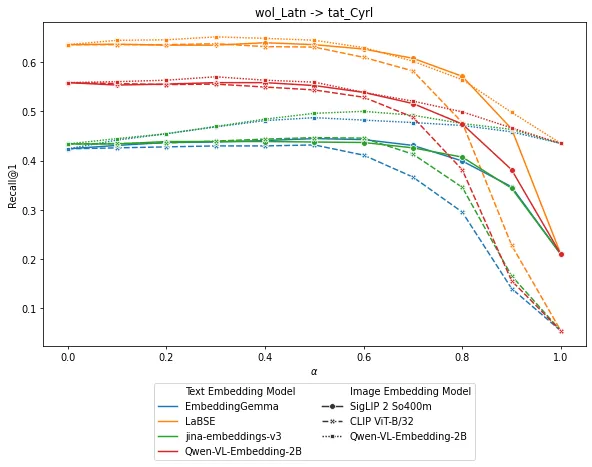 wol_Latn -> tat_Cyrl
Recall@1
0.6
0.5
0.4
0.3
0.2
0.1
0.0 0.2 0.4 0.6 0.8 1.0
α
Text Embedding Model Image Embedding Model
EmbeddingGemma SigLIP 2 So400m
LaBSE CLIP ViT-B/32
jina-embeddings-v3 Qwen-VL-Embedding-2B
Qwen-VL-Embedding-2B